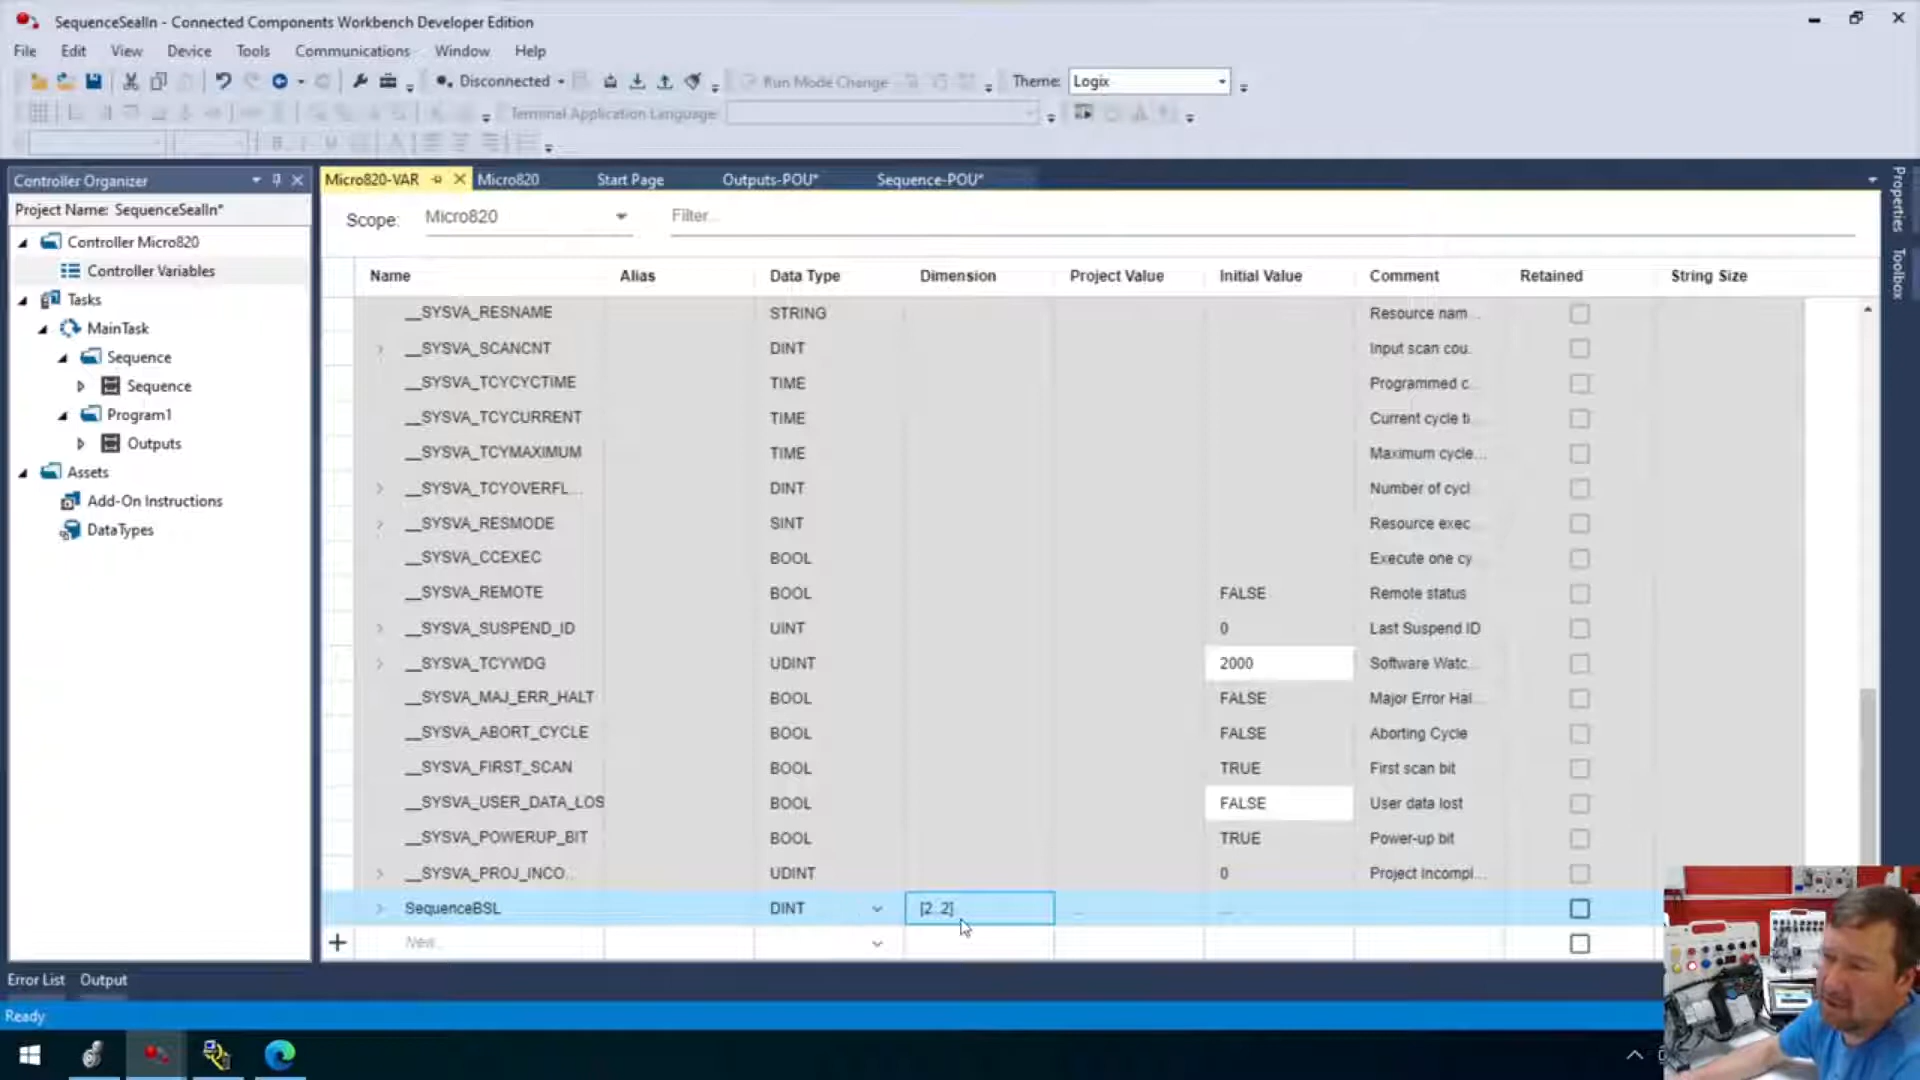 SequenceSealIn - Connected Components Workbench Developer Edition
File Edit View Device Tools Communications Window Help
Disconnected Run Mode Change Theme: Logix
Terminal Application Language:
Controller Organizer
Micro820-VAR Micro820 Start Page Outputs-POU* Sequence-POU*
Properties
Toolbox
Project Name: SequenceSealIn*
Controller Micro820
Controller Variables
Tasks
MainTask
Sequence
Sequence
Program1
Outputs
Assets
Add-On Instructions
DataTypes
Scope: Micro820 Filter...
Name Alias Data Type Dimension Project Value Initial Value Comment Retained String Size
__SYSVA_RESNAME STRING Resource nam...
__SYSVA_SCANCNT DINT Input scan cou...
__SYSVA_TCYCYCTIME TIME Programmed c...
__SYSVA_TCYCURRENT TIME Current cycle ti...
__SYSVA_TCYMAXIMUM TIME Maximum cycle...
__SYSVA_TCYOVERFL... DINT Number of cycl...
__SYSVA_RESMODE SINT Resource exec...
__SYSVA_CCEXEC BOOL Execute one cy...
__SYSVA_REMOTE BOOL FALSE Remote status
__SYSVA_SUSPEND_ID UINT 0 Last Suspend ID
__SYSVA_TCYWDG UDINT 2000 Software Watc...
__SYSVA_MAJ_ERR_HALT BOOL FALSE Major Error Hal...
__SYSVA_ABORT_CYCLE BOOL FALSE Aborting Cycle
__SYSVA_FIRST_SCAN BOOL TRUE First scan bit
__SYSVA_USER_DATA_LOS BOOL FALSE User data lost
__SYSVA_POWERUP_BIT BOOL TRUE Power-up bit
__SYSVA_PROJ_INCO... UDINT 0 Project Incompl...
SequenceBSL DINT [2..2] ... ...
New...
Error List Output
Ready